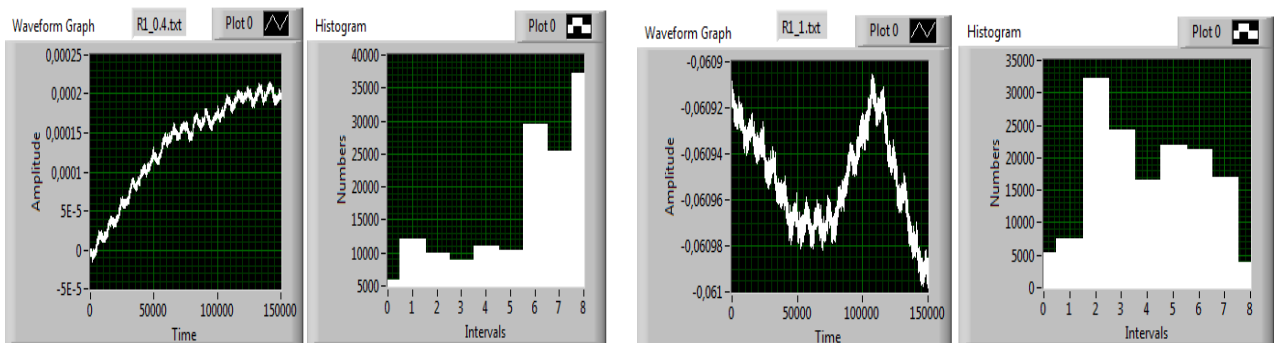 Waveform Graph
R1_0.4.txt
Plot 0
0,00025
0,0002
0,00015
0,0001
5E-5
0
-5E-5
Amplitude
0 50000 100000 150000
Time
Histogram
Plot 0
40000
35000
30000
25000
20000
15000
10000
5000
Numbers
0 1 2 3 4 5 6 7 8
Intervals
Waveform Graph
R1_1.txt
Plot 0
-0,0609
-0,06092
-0,06094
-0,06096
-0,06098
-0,061
Amplitude
0 50000 100000 150000
Time
Histogram
Plot 0
35000
30000
25000
20000
15000
10000
5000
0
Numbers
0 1 2 3 4 5 6 7 8
Intervals